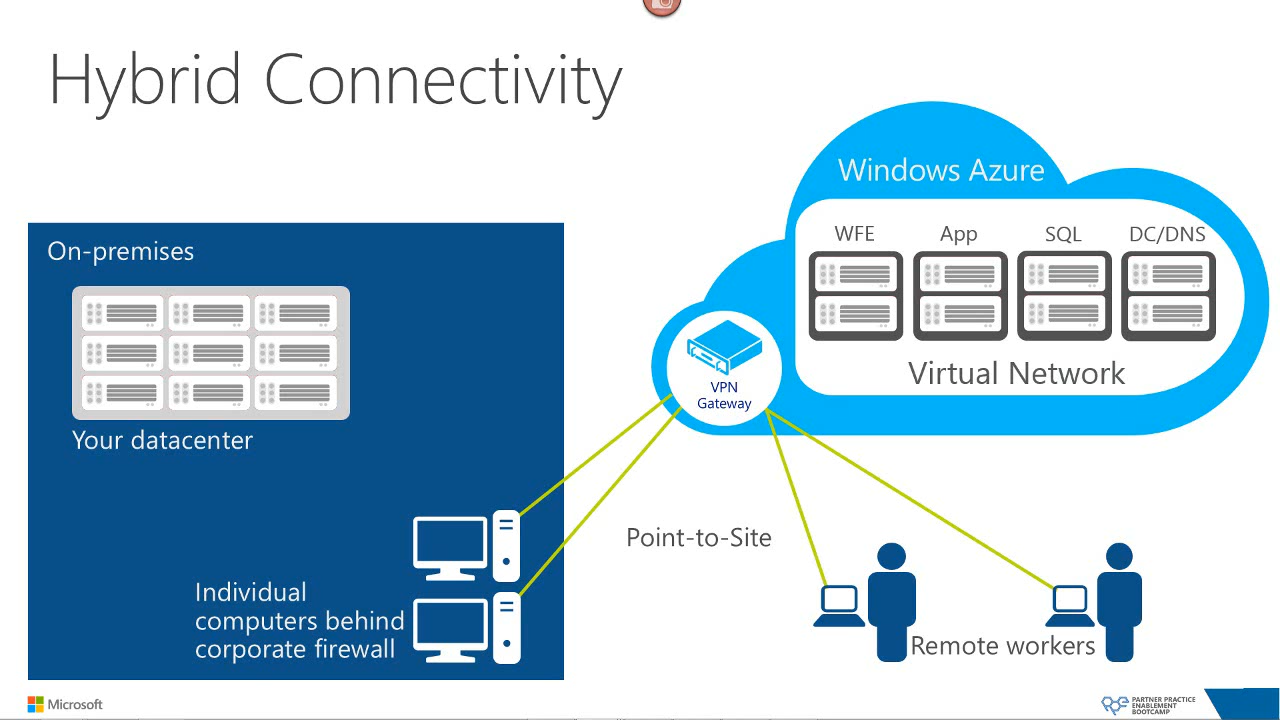 Hybrid Connectivity
Windows Azure
WFE
App
SQL
DC/DNS
Virtual Network
VPN
Gateway
On-premises
Your datacenter
Individual
computers behind
corporate firewall
Point-to-Site
Remote workers
Microsoft
PARTNER PRACTICE
ENABLEMENT
BOOTCAMP